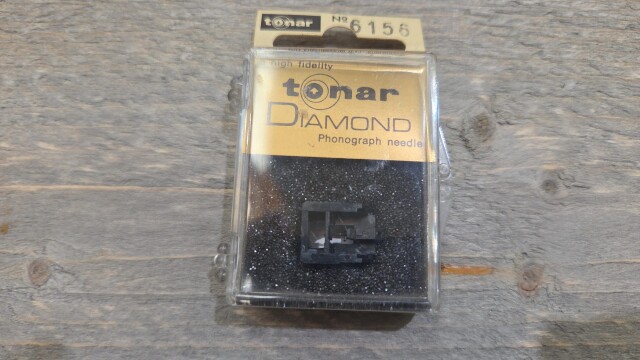 tonar
No 6156
high fidelity
tonar
DIAMOND
Phonograph needle